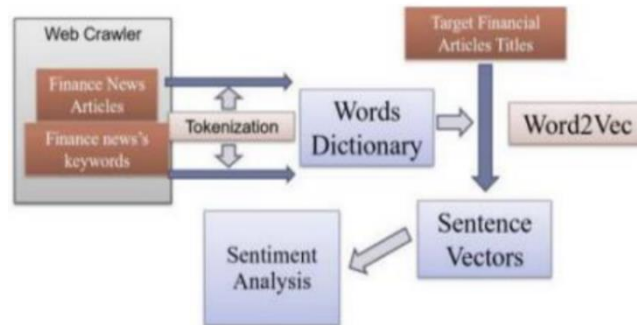 Web Crawler
Finance News
Articles
Finance news's
keywords
Tokenization
Words
Dictionary
Target Financial
Articles Titles
Word2Vec
Sentence
Vectors
Sentiment
Analysis